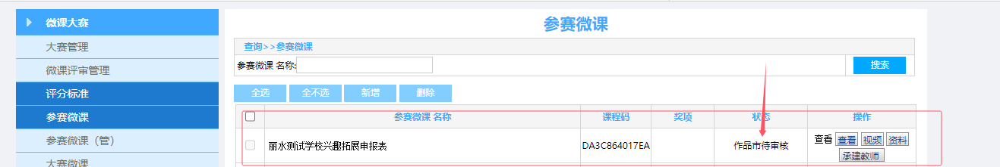 微课大赛
大赛管理
微课评审管理
评分标准
参赛微课
参赛微课（管）
大赛微课
参赛微课
查询>>参赛微课
参赛微课 名称:
搜索
全选 全不选 新增 删除
参赛微课 名称 课程码 奖项 状态 操作
丽水测试学校兴趣拓展申报表 DA3C864017EA 作品市待审核 查看 查看 视频 资料
承建教师